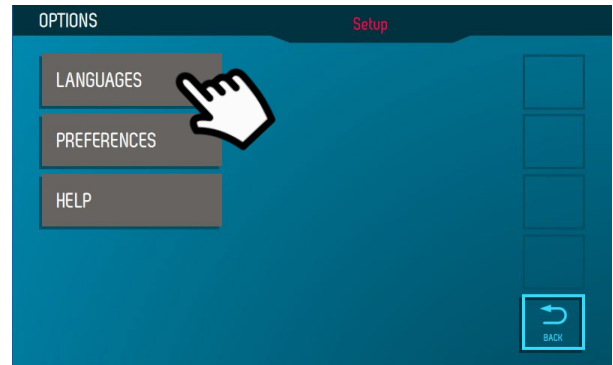 OPTIONS
Setup
LANGUAGES
PREFERENCES
HELP
BACK